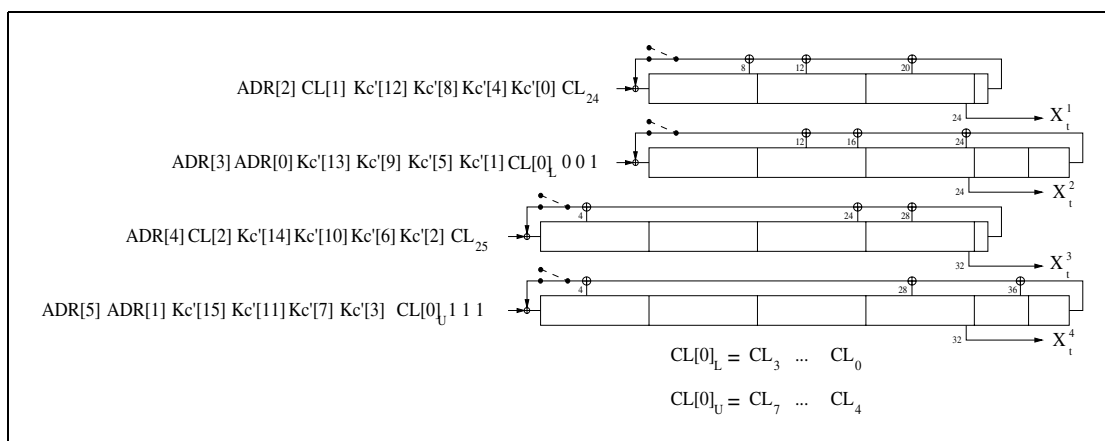 8 12 20
ADR[2] CL[1] Kc'[12] Kc'[8] Kc'[4] Kc'[0] CL24
24 X1t
12 16 24
ADR[3] ADR[0] Kc'[13] Kc'[9] Kc'[5] Kc'[1] CL[0]L 0 0 1
24 X2t
4 24 28
ADR[4] CL[2] Kc'[14] Kc'[10] Kc'[6] Kc'[2] CL25
32 X3t
4 28 36
ADR[5] ADR[1] Kc'[15] Kc'[11] Kc'[7] Kc'[3] CL[0]U 1 1 1
32 X4t
CL[0]L = CL3 ... CL0
CL[0]U = CL7 ... CL4